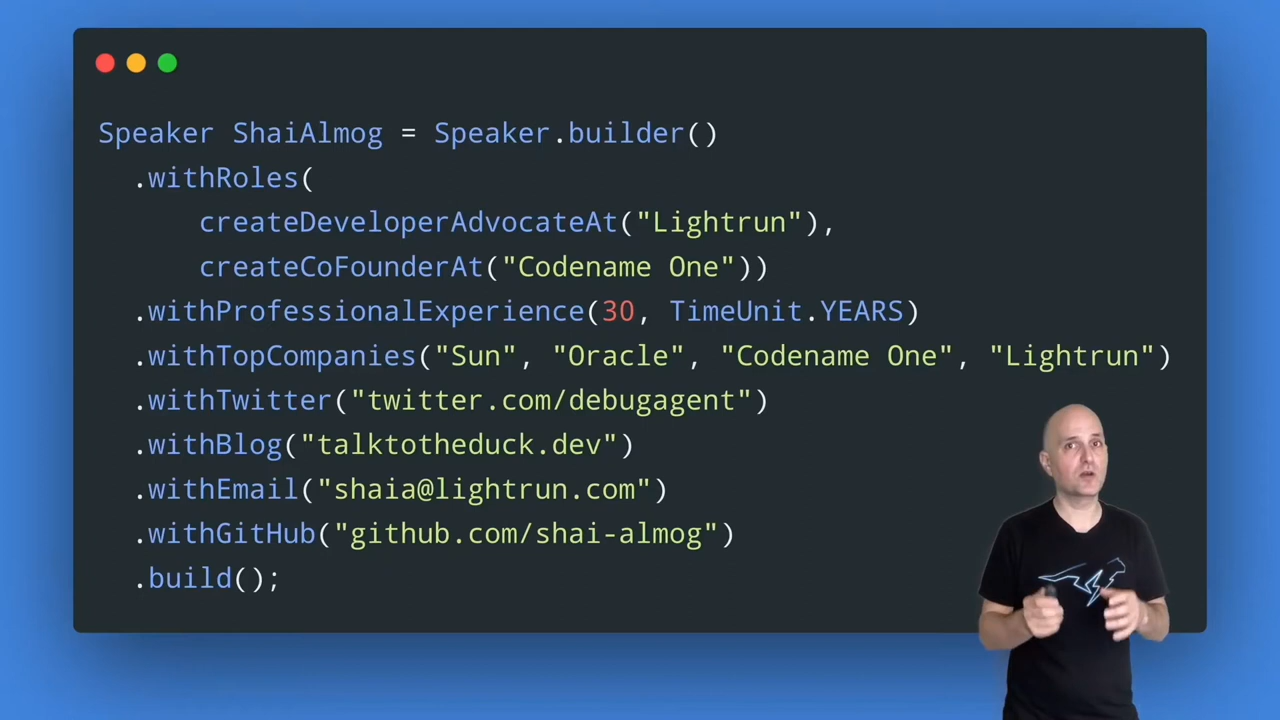 Speaker ShaiAlmog = Speaker.builder()
.withRoles(
createDeveloperAdvocateAt("Lightrun"),
createCoFounderAt("Codename One"))
.withProfessionalExperience(30, TimeUnit.YEARS)
.withTopCompanies("Sun", "Oracle", "Codename One", "Lightrun")
.withTwitter("twitter.com/debugagent")
.withBlog("talktotheduck.dev")
.withEmail("shaia@lightrun.com")
.withGitHub("github.com/shai-almog")
.build();